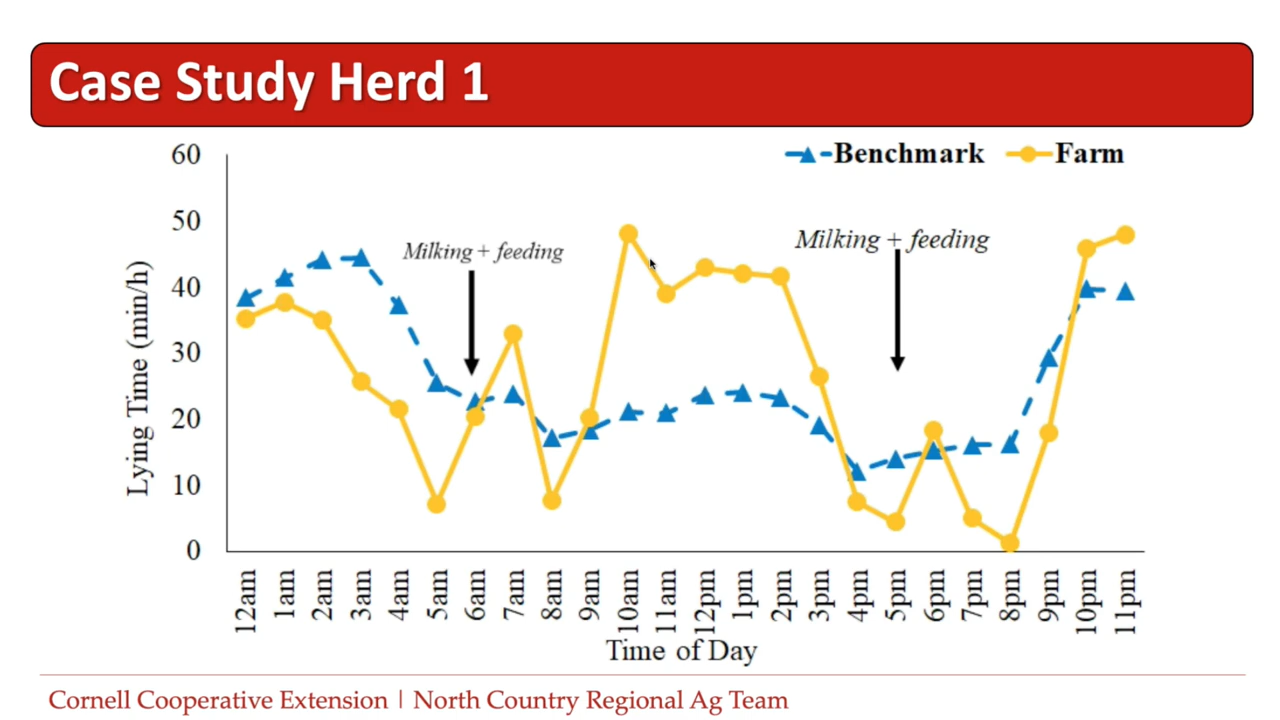 Case Study Herd 1
Benchmark
Farm
60
50
40
30
20
10
0
Lying Time (min/h)
Milking + feeding
Milking + feeding
12am
1am
2am
3am
4am
5am
6am
7am
8am
9am
10am
11am
12pm
1pm
2pm
3pm
4pm
5pm
6pm
7pm
8pm
9pm
10pm
11pm
Time of Day
Cornell Cooperative Extension | North Country Regional Ag Team